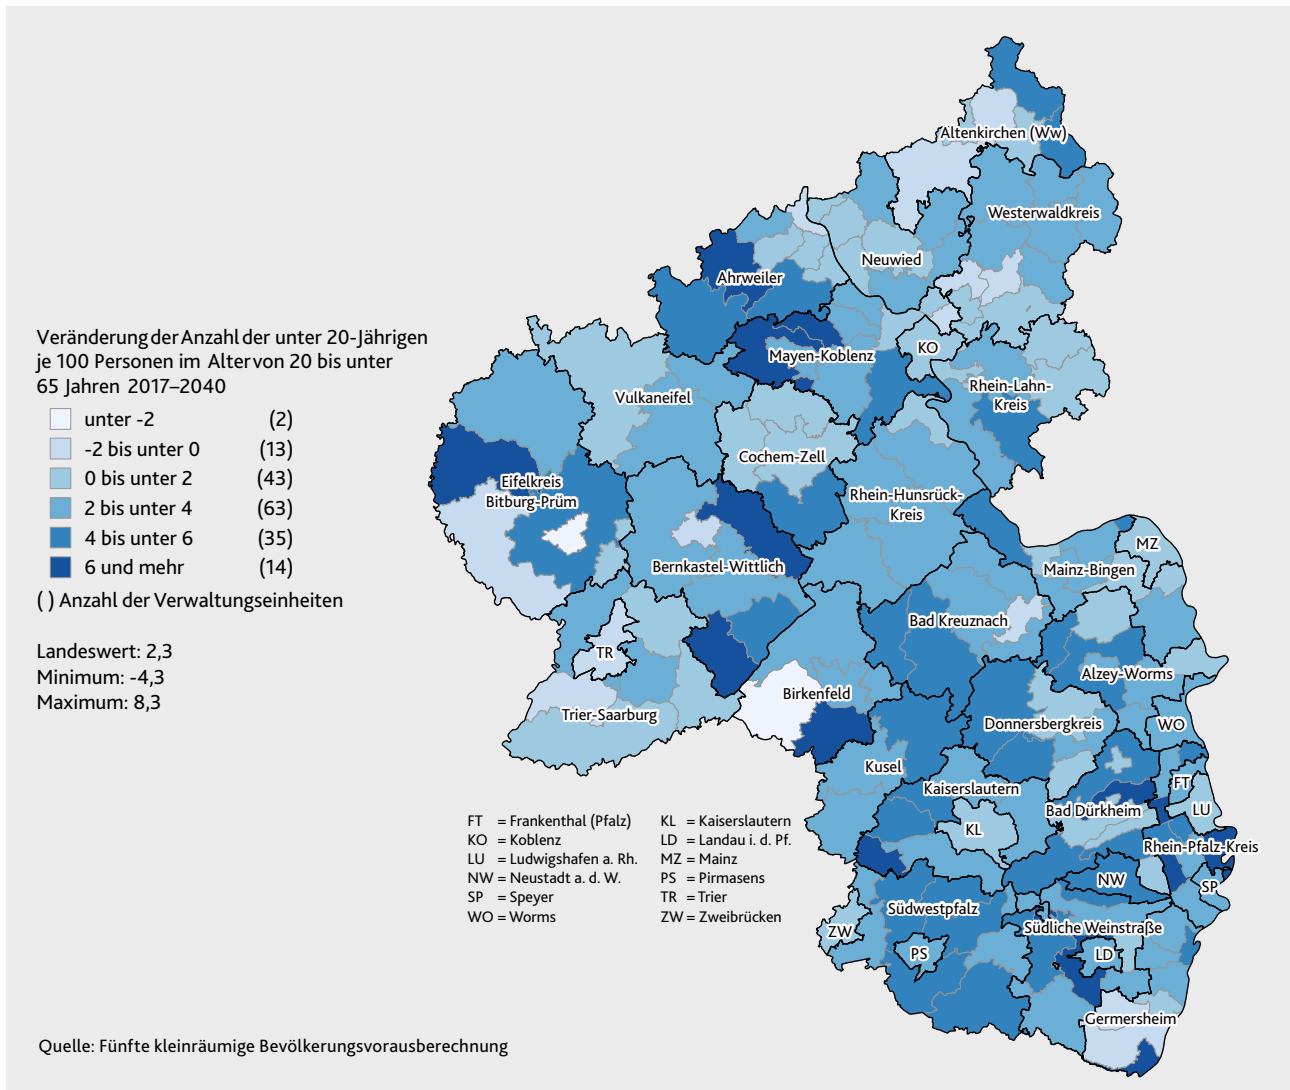 Veränderung der Anzahl der unter 20-Jährigen
je 100 Personen im Alter von 20 bis unter
65 Jahren 2017–2040
unter -2 (2)
-2 bis unter 0 (13)
0 bis unter 2 (43)
2 bis unter 4 (63)
4 bis unter 6 (35)
6 und mehr (14)
( ) Anzahl der Verwaltungseinheiten
Landeswert: 2,3
Minimum: -4,3
Maximum: 8,3
Altenkirchen (Ww)
Westerwaldkreis
Neuwied
Ahrweiler
KO
Mayen-Koblenz
Rhein-Lahn-
Kreis
Vulkaneifel
Cochem-Zell
Eifelkreis
Bitburg-Prüm
Rhein-Hunsrück-
Kreis
MZ
Mainz-Bingen
Bernkastel-Wittlich
Bad Kreuznach
TR
Alzey-Worms
Birkenfeld
Trier-Saarburg
Donnersbergkreis
WO
Kusel
FT
Kaiserslautern
Bad Dürkheim
LU
KL
Rhein-Pfalz-Kreis
NW
SP
Südwestpfalz
Südliche Weinstraße
ZW
PS
LD
Germersheim
FT = Frankenthal (Pfalz)
KO = Koblenz
LU = Ludwigshafen a. Rh.
NW = Neustadt a. d. W.
SP = Speyer
WO = Worms
KL = Kaiserslautern
LD = Landau i. d. Pf.
MZ = Mainz
PS = Pirmasens
TR = Trier
ZW = Zweibrücken
Quelle: Fünfte kleinräumige Bevölkerungsvorausberechnung